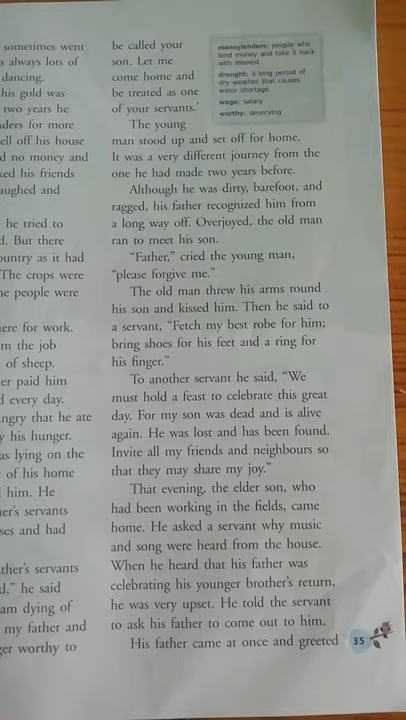 sometimes went
s always lots of
dancing.
his gold was
two years he
ders for more
ell off his house
d no money and
ked his friends
aughed and
he tried to
d. But there
ountry as it had
The crops were
he people were
ere for work.
m the job
of sheep.
er paid him
d every day.
ngry that he ate
y his hunger.
as lying on the
of his home
him. He
her's servants
ses and had
ther's servants
d," he said
am dying of
my father and
ger worthy to
be called your
son. Let me
come home and
be treated as one
of your servants.'
The young
man stood up and set off for home.
It was a very different journey from the
one he had made two years before.
Although he was dirty, barefoot, and
ragged, his father recognized him from
a long way off. Overjoyed, the old man
ran to meet his son.
"Father," cried the young man,
"please forgive me."
The old man threw his arms round
his son and kissed him. Then he said to
a servant, "Fetch my best robe for him;
bring shoes for his feet and a ring for
his finger."
To another servant he said, "We
must hold a feast to celebrate this great
day. For my son was dead and is alive
again. He was lost and has been found.
Invite all my friends and neighbours so
that they may share my joy."
That evening, the elder son, who
had been working in the fields, came
home. He asked a servant why music
and song were heard from the house.
When he heard that his father was
celebrating his younger brother's return,
he was very upset. He told the servant
to ask his father to come out to him.
His father came at once and greeted
moneylenders: people who
lend money and take it back
with interest
drought: a long period of
dry weather that causes
water shortage
wage: salary
worthy: deserving
35